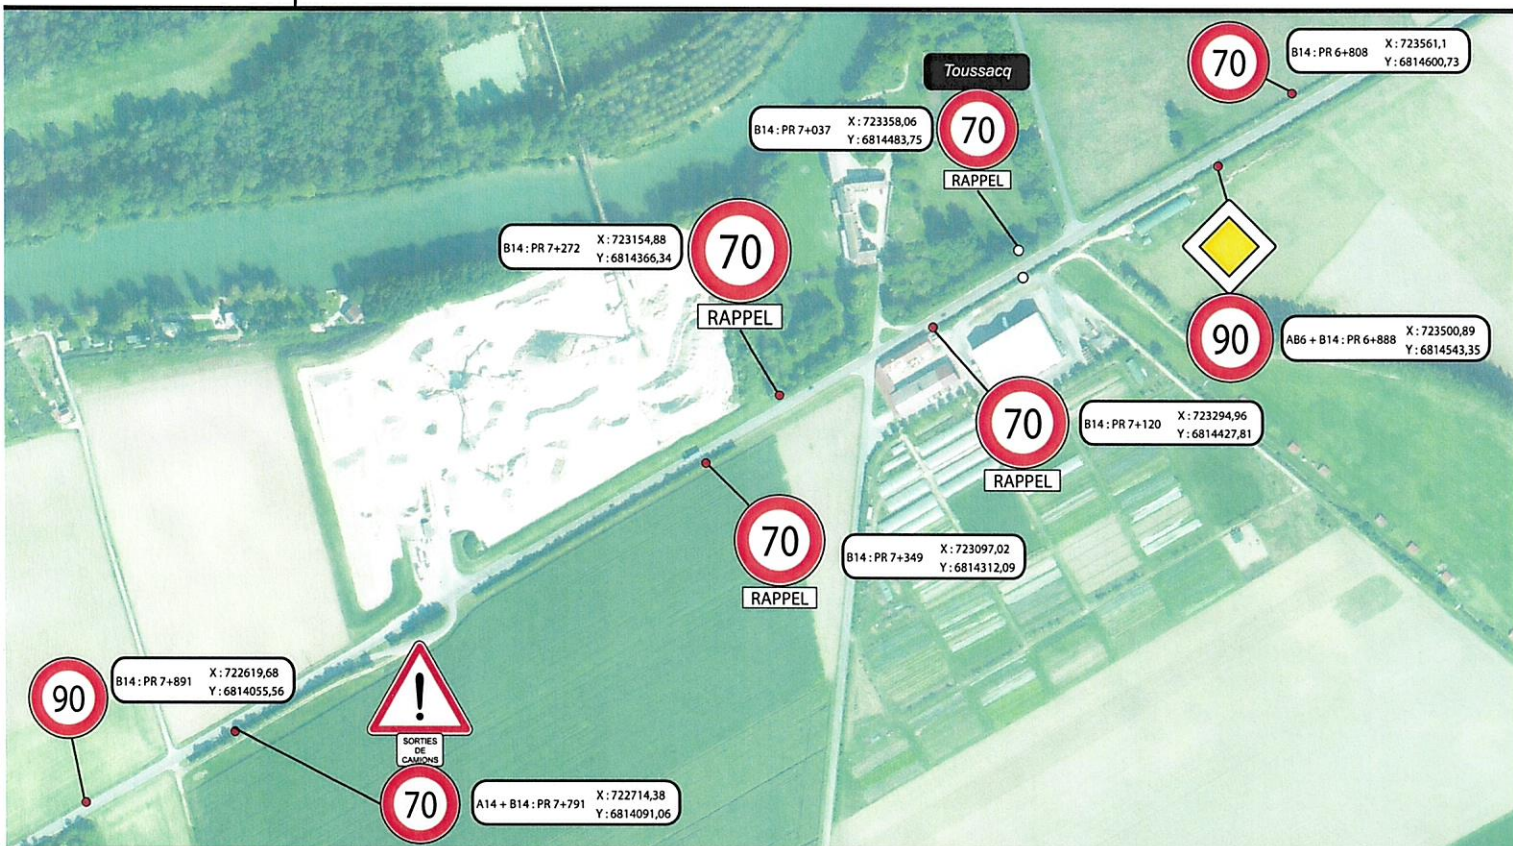 70
B14 : PR 6+808
X : 723561,1
Y : 6814600,73
Toussacq
B14 : PR 7+037
X : 723358,06
Y : 6814483,75
70
RAPPEL
B14 : PR 7+272
X : 723154,88
Y : 6814366,34
70
RAPPEL
90
AB6 + B14 : PR 6+888
X : 723500,89
Y : 6814543,35
70
RAPPEL
B14 : PR 7+120
X : 723294,96
Y : 6814427,81
70
RAPPEL
B14 : PR 7+349
X : 723097,02
Y : 6814312,09
90
B14 : PR 7+891
X : 722619,68
Y : 6814055,56
!
SORTIES
DE
CAMIONS
70
A14 + B14 : PR 7+791
X : 722714,38
Y : 6814091,06